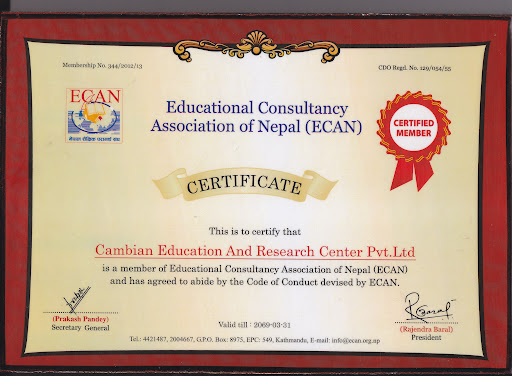 Membership No. 344/2012/13
CDO Regd. No. 129/054/55
ECAN
नेपाल शैक्षिक परामर्श संघ
Educational Consultancy
Association of Nepal (ECAN)
CERTIFIED
MEMBER
CERTIFICATE
This is to certify that
Cambian Education And Research Center Pvt.Ltd
is a member of Educational Consultancy Association of Nepal (ECAN)
and has agreed to abide by the Code of Conduct devised by ECAN.
(Prakash Pandey)
Secretary General
Valid till : 2069-03-31
(Rajendra Baral)
President
Tel.: 4421487, 2004667, G.P.O. Box: 8975, EPC: 549, Kathmandu, E-mail: info@ecan.org.np